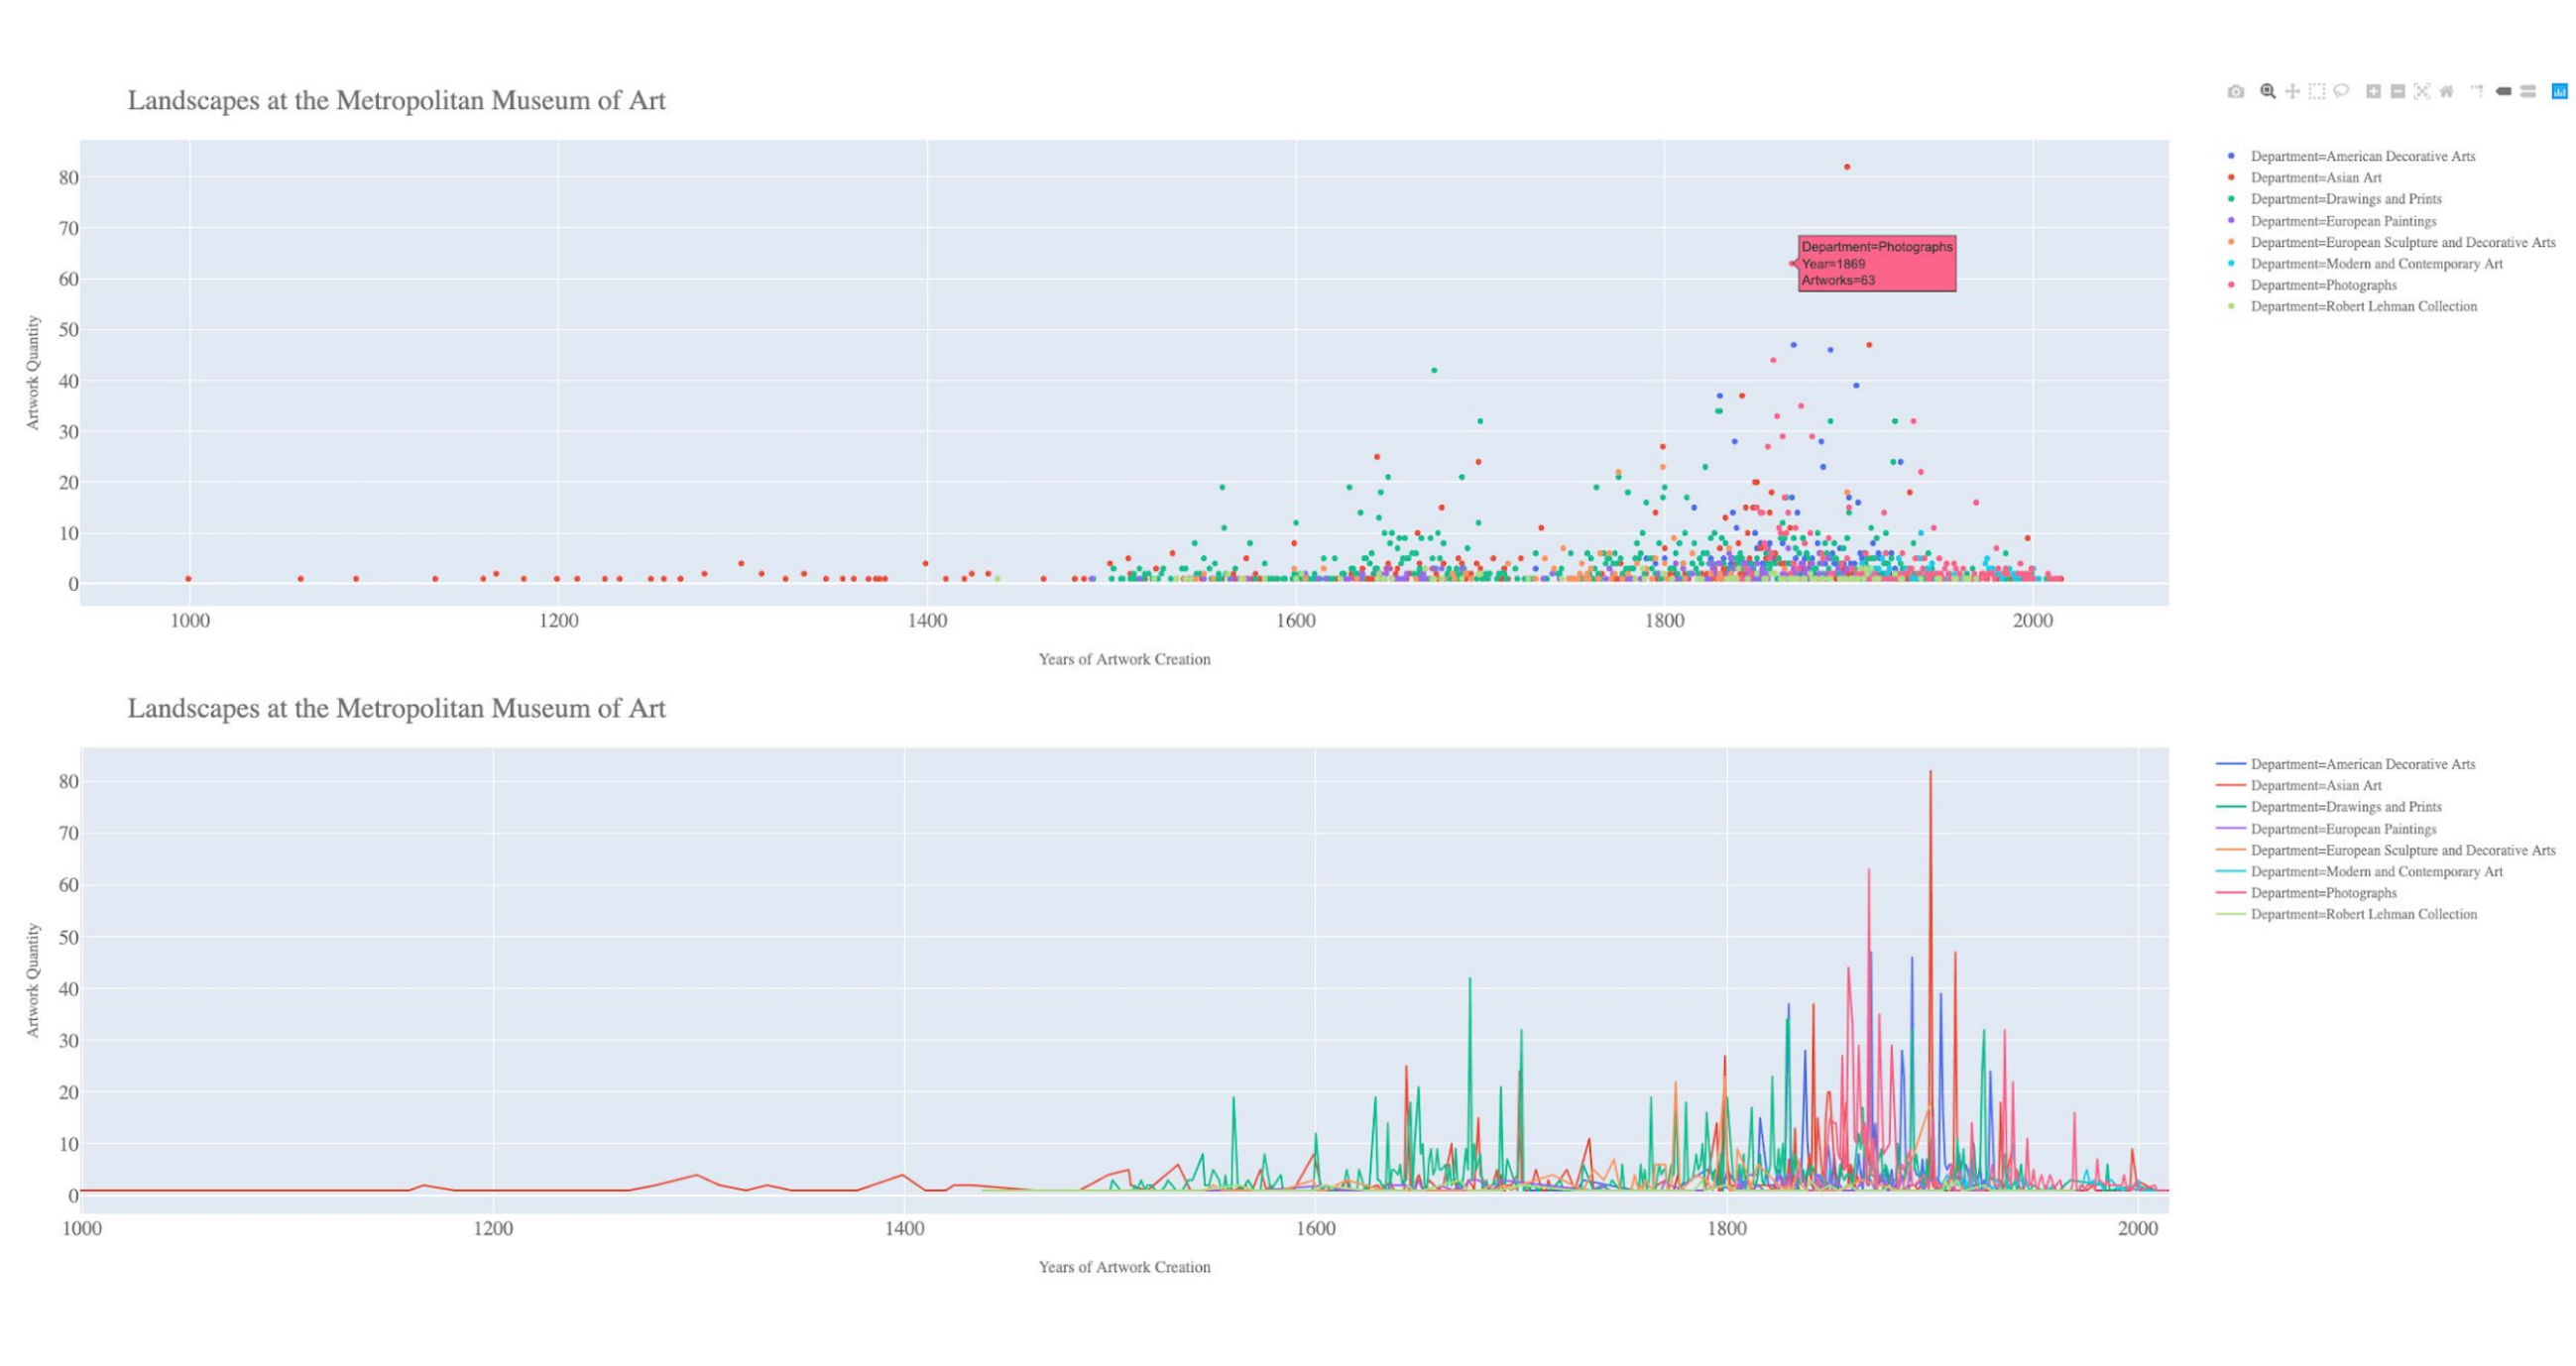 Landscapes at the Metropolitan Museum of Art
80
70
60
50
40
30
20
10
0
Artwork Quantity
1000 1200 1400 1600 1800 2000
Years of Artwork Creation
Department=Photographs
Year=1869
Artworks=63
Department=American Decorative Arts
Department=Asian Art
Department=Drawings and Prints
Department=European Paintings
Department=European Sculpture and Decorative Arts
Department=Modern and Contemporary Art
Department=Photographs
Department=Robert Lehman Collection
Landscapes at the Metropolitan Museum of Art
80
70
60
50
40
30
20
10
0
Artwork Quantity
1000 1200 1400 1600 1800 2000
Years of Artwork Creation
Department=American Decorative Arts
Department=Asian Art
Department=Drawings and Prints
Department=European Paintings
Department=European Sculpture and Decorative Arts
Department=Modern and Contemporary Art
Department=Photographs
Department=Robert Lehman Collection